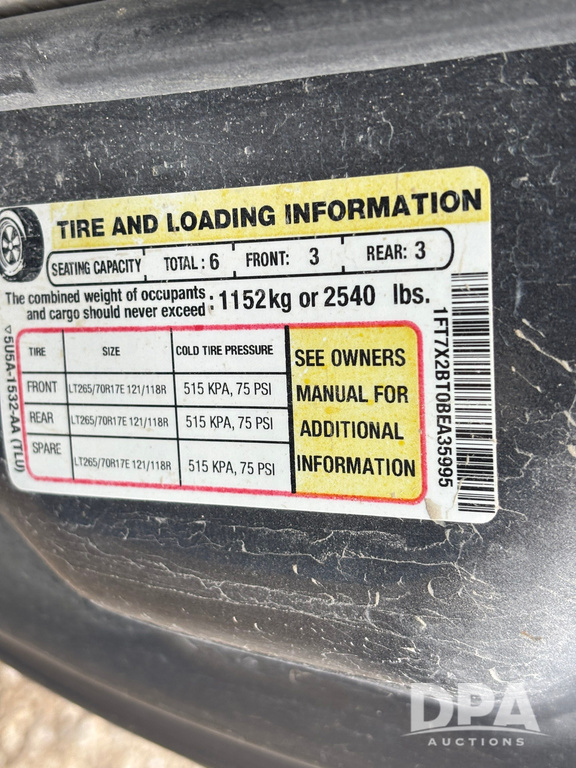 TIRE AND LOADING INFORMATION
SEATING CAPACITY TOTAL: 6 FRONT: 3 REAR: 3
The combined weight of occupants
and cargo should never exceed : 1152kg or 2540 lbs.
TIRE SIZE COLD TIRE PRESSURE
FRONT LT265/70R17E 121/118R 515 KPA, 75 PSI
REAR LT265/70R17E 121/118R 515 KPA, 75 PSI
SPARE LT265/70R17E 121/118R 515 KPA, 75 PSI
SEE OWNERS
MANUAL FOR
ADDITIONAL
INFORMATION
5U5A-1532-AA (TLU)
1FT7X2BT0BEA35995
DPA
AUCTIONS